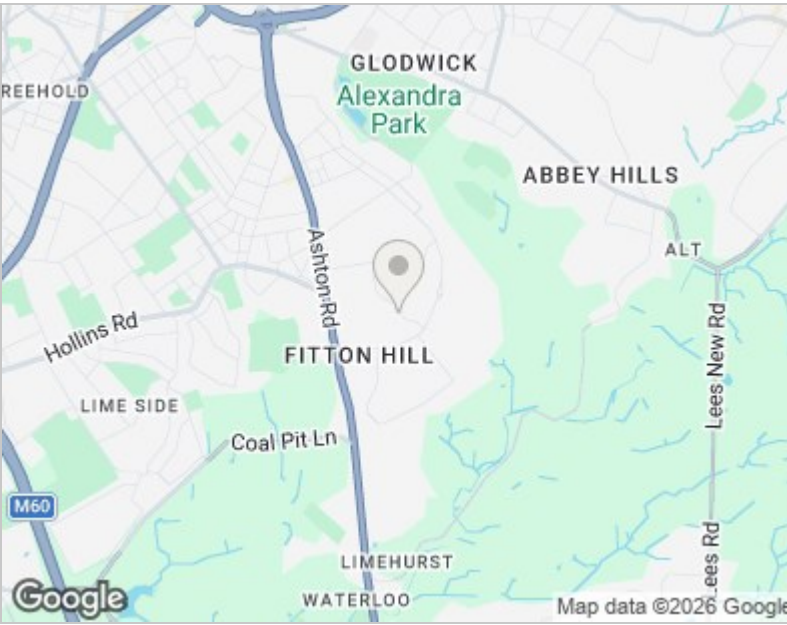 GLODWICK
REEHOLD
Alexandra
Park
ABBEY HILLS
ALT
Ashton Rd
Hollins Rd
Lees New Rd
FITTON HILL
LIME SIDE
Coal Pit Ln
M60
Lees Rd
LIMEHURST
WATERLOO
Google
Map data ©2026 Google